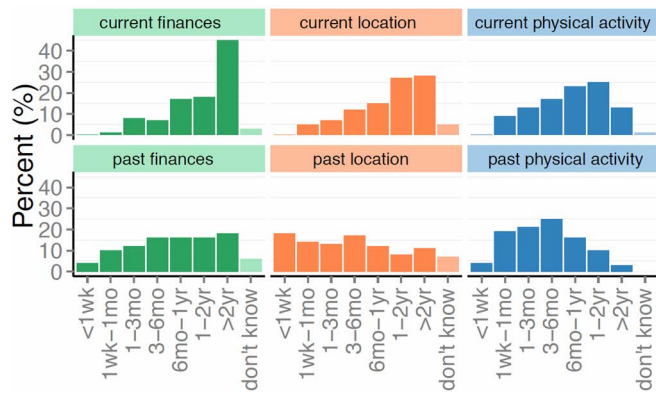 current finances
current location
current physical activity
40
30
20
10
0
past finances
past location
past physical activity
40
30
20
10
0
Percent (%)
<1wk
1wk–1mo
1–3mo
3–6mo
6mo–1yr
1–2yr
>2yr
don't know
<1wk
1wk–1mo
1–3mo
3–6mo
6mo–1yr
1–2yr
>2yr
don't know
<1wk
1wk–1mo
1–3mo
3–6mo
6mo–1yr
1–2yr
>2yr
don't know